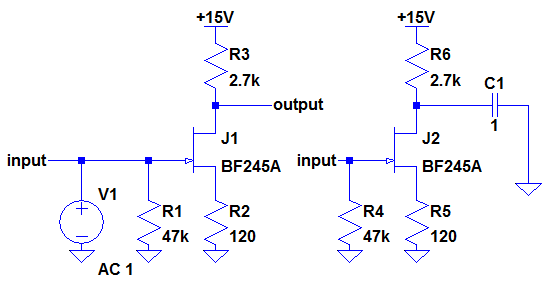 +15V
R3
2.7k
output
J1
BF245A
input
V1
R1
47k
R2
120
AC 1
+15V
R6
2.7k
C1
1
J2
BF245A
input
R4
47k
R5
120